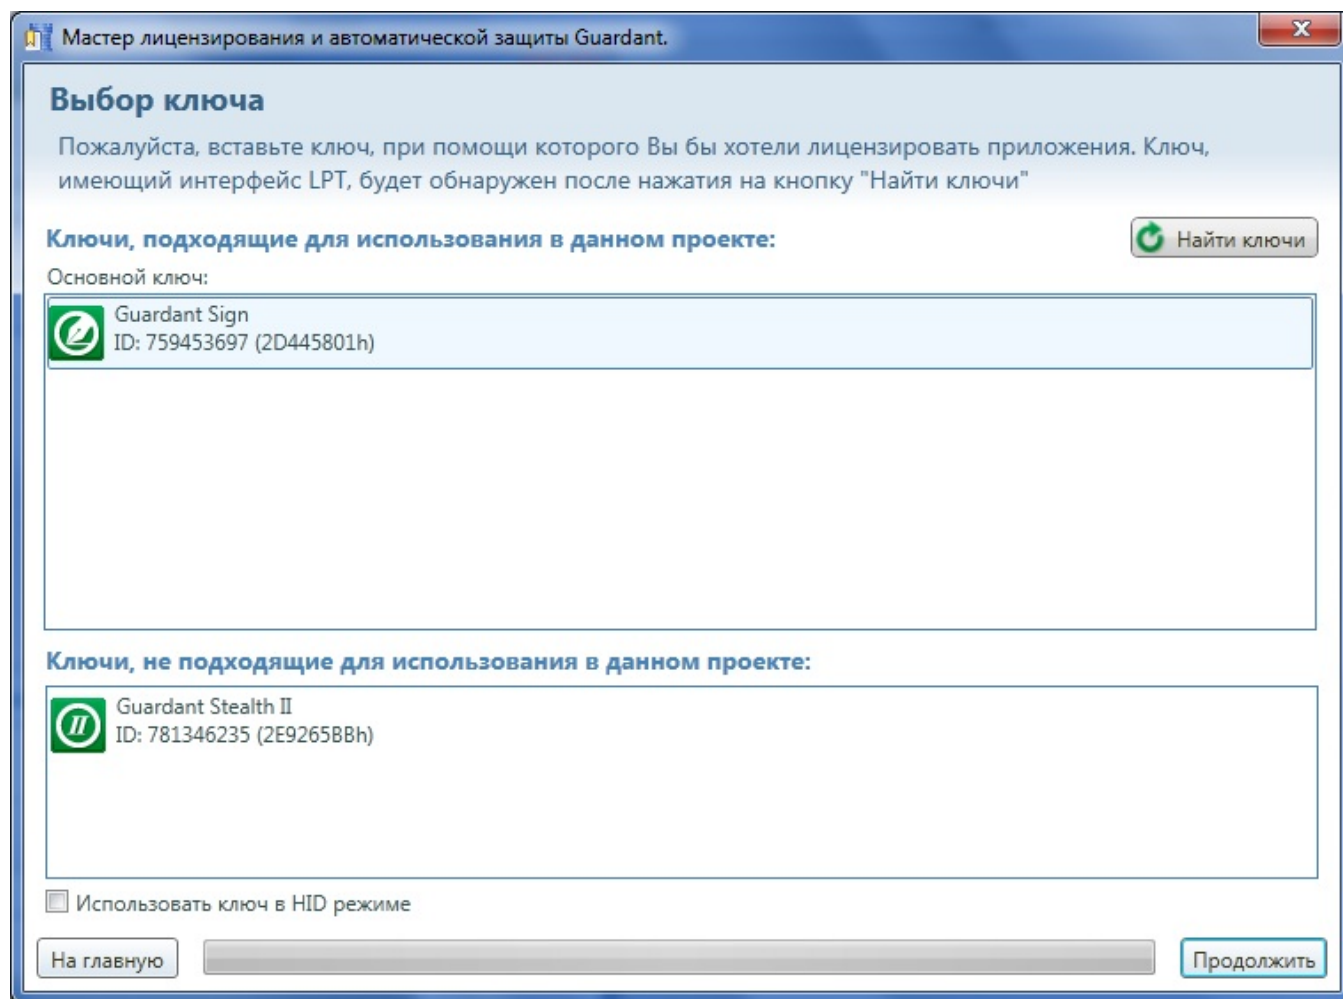 Мастер лицензирования и автоматической защиты Guardant.
Выбор ключа
Пожалуйста, вставьте ключ, при помощи которого Вы бы хотели лицензировать приложения. Ключ,
имеющий интерфейс LPT, будет обнаружен после нажатия на кнопку "Найти ключи"
Ключи, подходящие для использования в данном проекте:
Найти ключи
Основной ключ:
Guardant Sign
ID: 759453697 (2D445801h)
Ключи, не подходящие для использования в данном проекте:
II
Guardant Stealth II
ID: 781346235 (2E9265BBh)
Использовать ключ в HID режиме
На главную
Продолжить